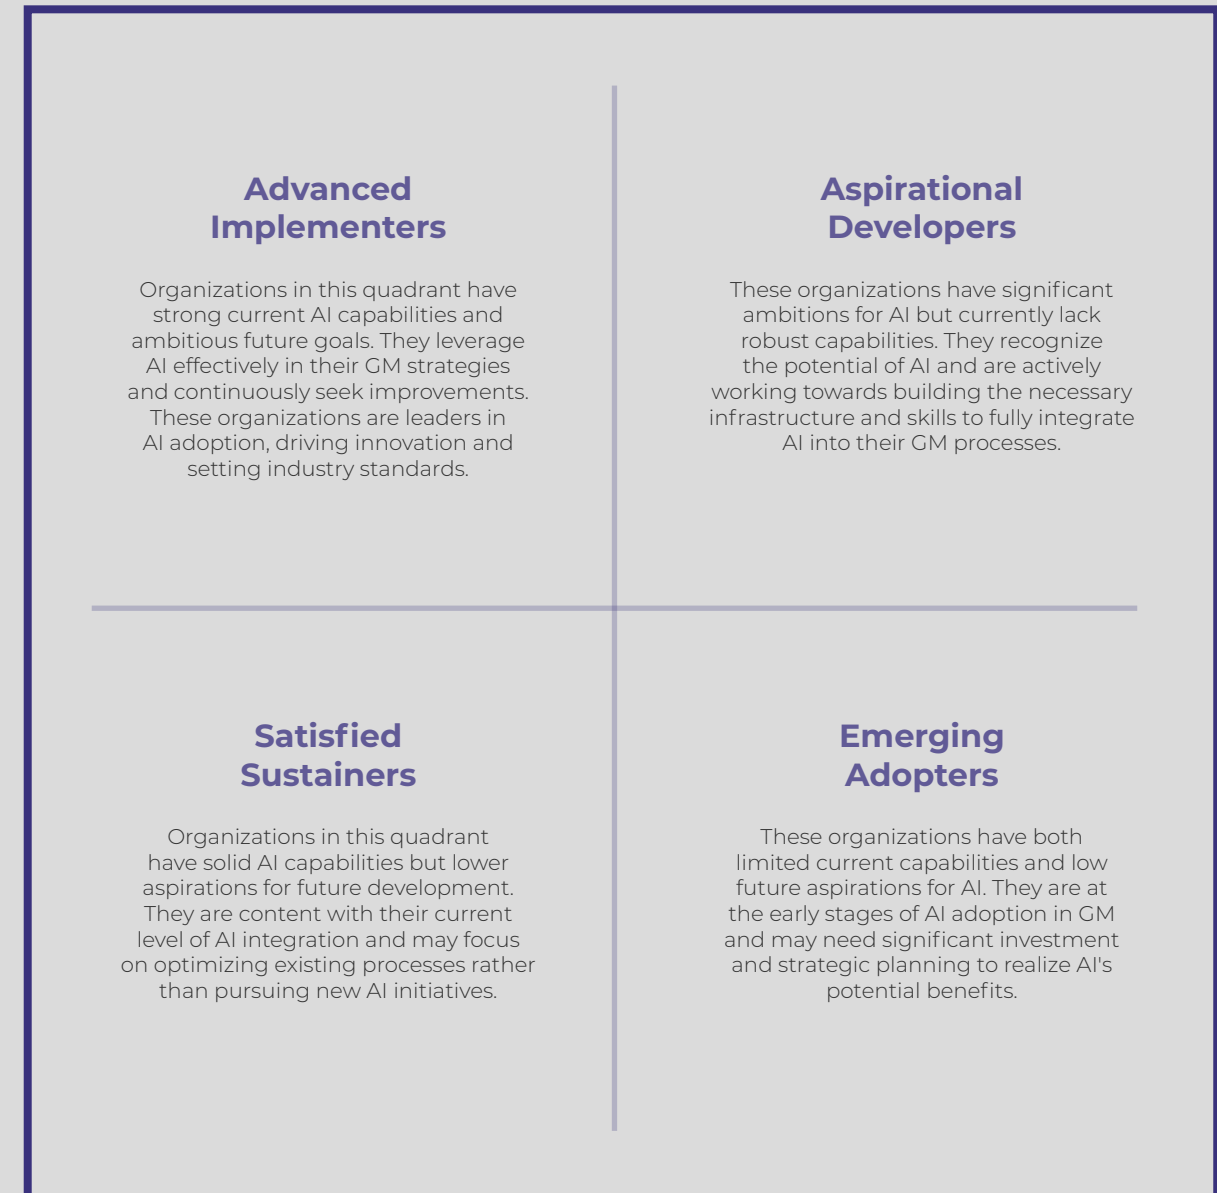 Advanced
Implementers
Organizations in this quadrant have
strong current AI capabilities and
ambitious future goals. They leverage
AI effectively in their GM strategies
and continuously seek improvements.
These organizations are leaders in
AI adoption, driving innovation and
setting industry standards.
Aspirational
Developers
These organizations have significant
ambitions for AI but currently lack
robust capabilities. They recognize
the potential of AI and are actively
working towards building the necessary
infrastructure and skills to fully integrate
AI into their GM processes.
Satisfied
Sustainers
Organizations in this quadrant
have solid AI capabilities but lower
aspirations for future development.
They are content with their current
level of AI integration and may focus
on optimizing existing processes rather
than pursuing new AI initiatives.
Emerging
Adopters
These organizations have both
limited current capabilities and low
future aspirations for AI. They are at
the early stages of AI adoption in GM
and may need significant investment
and strategic planning to realize AI's
potential benefits.